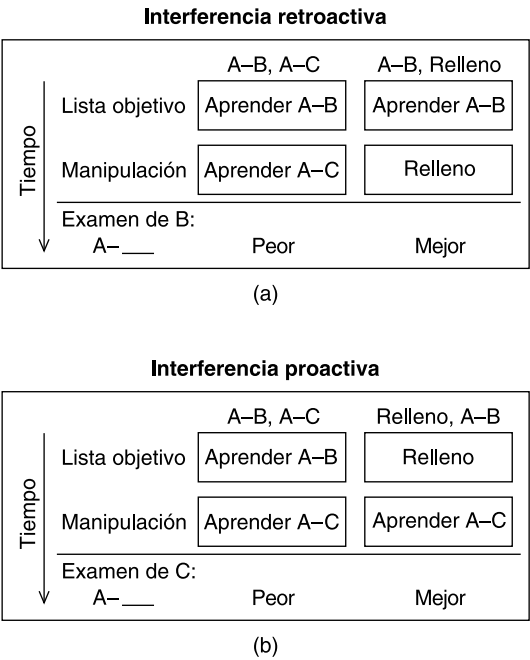 Interferencia retroactiva
A–B, A–C A–B, Relleno
Tiempo
Lista objetivo Aprender A–B Aprender A–B
Manipulación Aprender A–C Relleno
Examen de B:
A–___ Peor Mejor
(a)
Interferencia proactiva
A–B, A–C Relleno, A–B
Tiempo
Lista objetivo Aprender A–B Relleno
Manipulación Aprender A–C Aprender A–C
Examen de C:
A–___ Peor Mejor
(b)